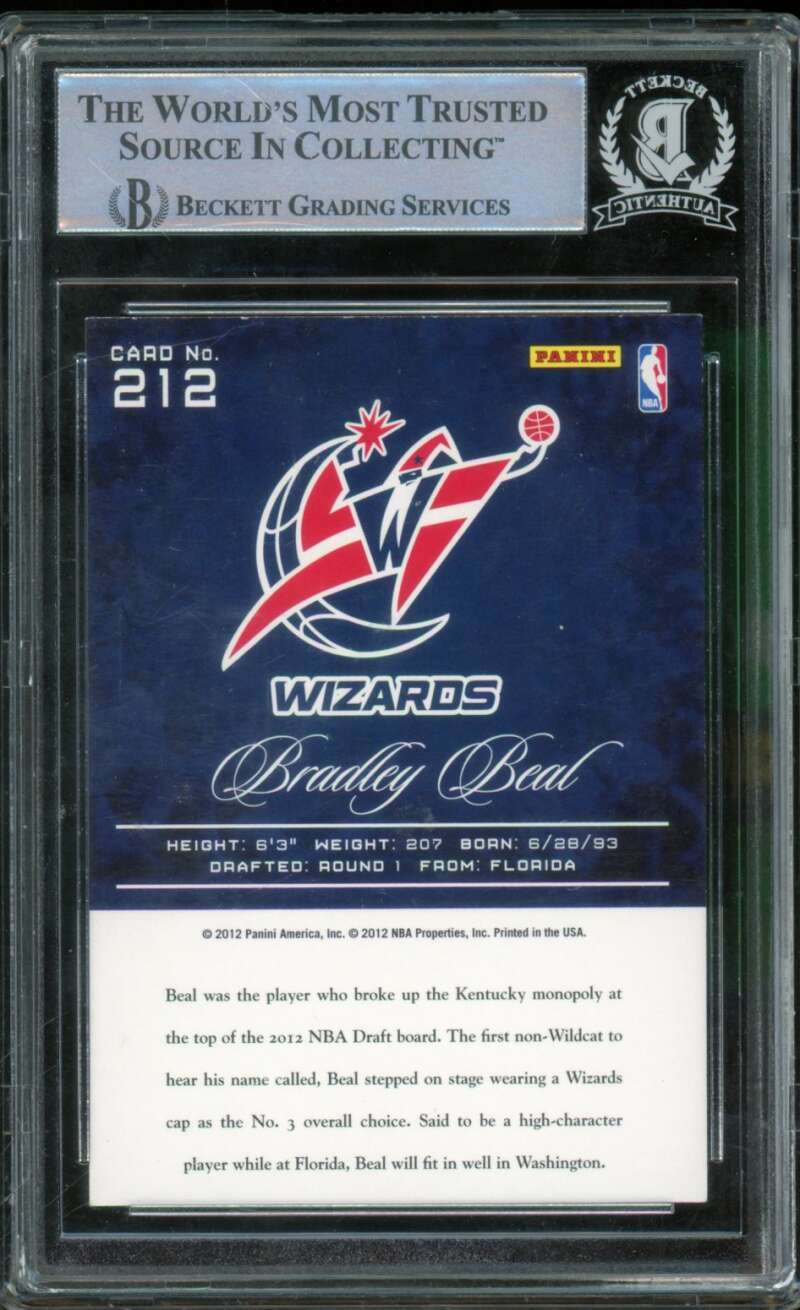 THE WORLD'S MOST TRUSTED
SOURCE IN COLLECTING™
B BECKETT GRADING SERVICES
BECKETT
B
AUTHENTIC
CARD No.
212
PANINI
NBA
W
WIZARDS
Bradley Beal
HEIGHT: 6'3" WEIGHT: 207 BORN: 6/28/93
DRAFTED: ROUND 1 FROM: FLORIDA
© 2012 Panini America, Inc. © 2012 NBA Properties, Inc. Printed in the USA.
Beal was the player who broke up the Kentucky monopoly at
the top of the 2012 NBA Draft board. The first non-Wildcat to
hear his name called, Beal stepped on stage wearing a Wizards
cap as the No. 3 overall choice. Said to be a high-character
player while at Florida, Beal will fit in well in Washington.